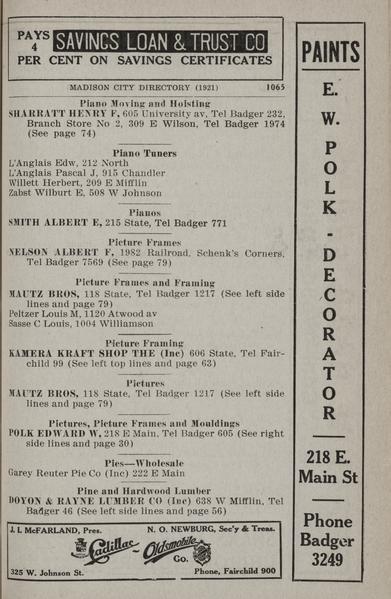 PAYS
4
SAVINGS LOAN & TRUST CO
PER CENT ON SAVINGS CERTIFICATES
MADISON CITY DIRECTORY (1921) 1065
Piano Moving and Hoisting
SHARRATT HENRY F, 605 University av, Tel Badger 232,
Branch Store No 2, 309 E Wilson, Tel Badger 1974
(See page 74)
Piano Tuners
L'Anglais Edw, 212 North
L'Anglais Pascal J, 915 Chandler
Willett Herbert, 209 E Mifflin
Zabst Wilburt E, 508 W Johnson
Pianos
SMITH ALBERT E, 215 State, Tel Badger 771
Picture Frames
NELSON ALBERT F, 1982 Railroad, Schenk's Corners,
Tel Badger 7569 (See page 79)
Picture Frames and Framing
MAUTZ BROS, 118 State, Tel Badger 1217 (See left side
lines and page 79)
Peltzer Louis M, 1120 Atwood av
Sasse C Louis, 1004 Williamson
Picture Framing
KAMERA KRAFT SHOP THE (Inc) 606 State, Tel Fair-
child 99 (See left top lines and page 63)
Pictures
MAUTZ BROS, 118 State, Tel Badger 1217 (See left side
lines and page 79)
Pictures, Picture Frames and Mouldings
POLK EDWARD W, 218 E Main, Tel Badger 605 (See right
side lines and page 30)
Pies—Wholesale
Garey Reuter Pie Co (Inc) 222 E Main
Pine and Hardwood Lumber
DOYON & RAYNE LUMBER CO (Inc) 638 W Mifflin, Tel
Badger 46 (See left side lines and page 56)
J. L. McFARLAND, Pres. N. O. NEWBURG, Sec'y & Treas.
Cadillac - Oldsmobile
Co.
325 W. Johnson St. Phone, Fairchild 900
PAINTS
E. W. POLK - DECORATOR
218 E.
Main St
Phone
Badger
3249